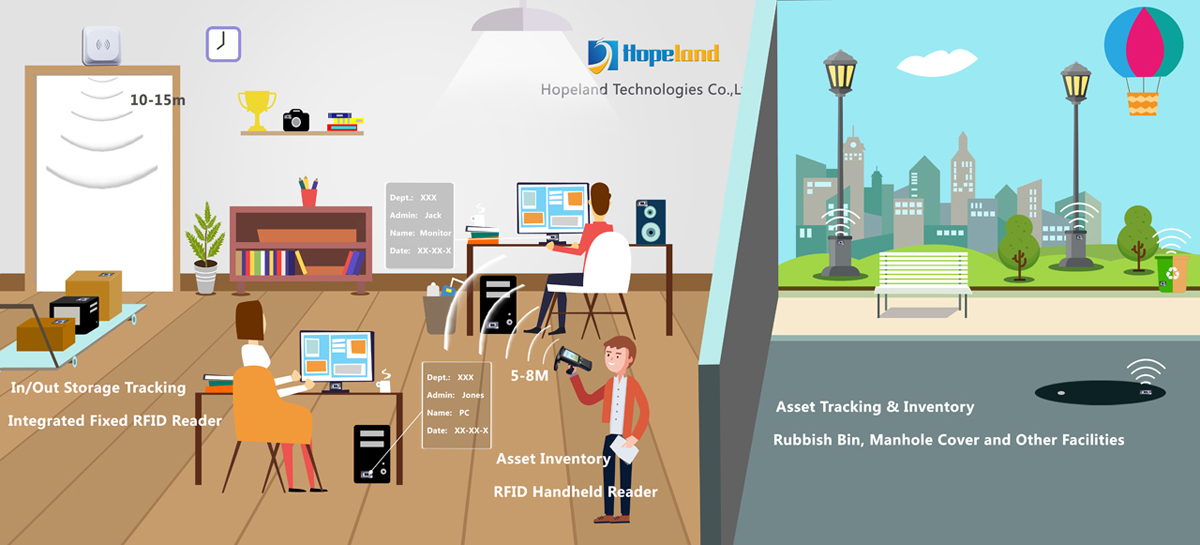 10-15m
Hopeland
Hopeland Technologies Co.,L
Dept.: XXX
Admin: Jack
Name: Monitor
Date: XX-XX-X
In/Out Storage Tracking
Integrated Fixed RFID Reader
Dept.: XXX
Admin: Jones
Name: PC
Date: XX-XX-X
5-8M
Asset Inventory
RFID Handheld Reader
Asset Tracking & Inventory
Rubbish Bin, Manhole Cover and Other Facilities